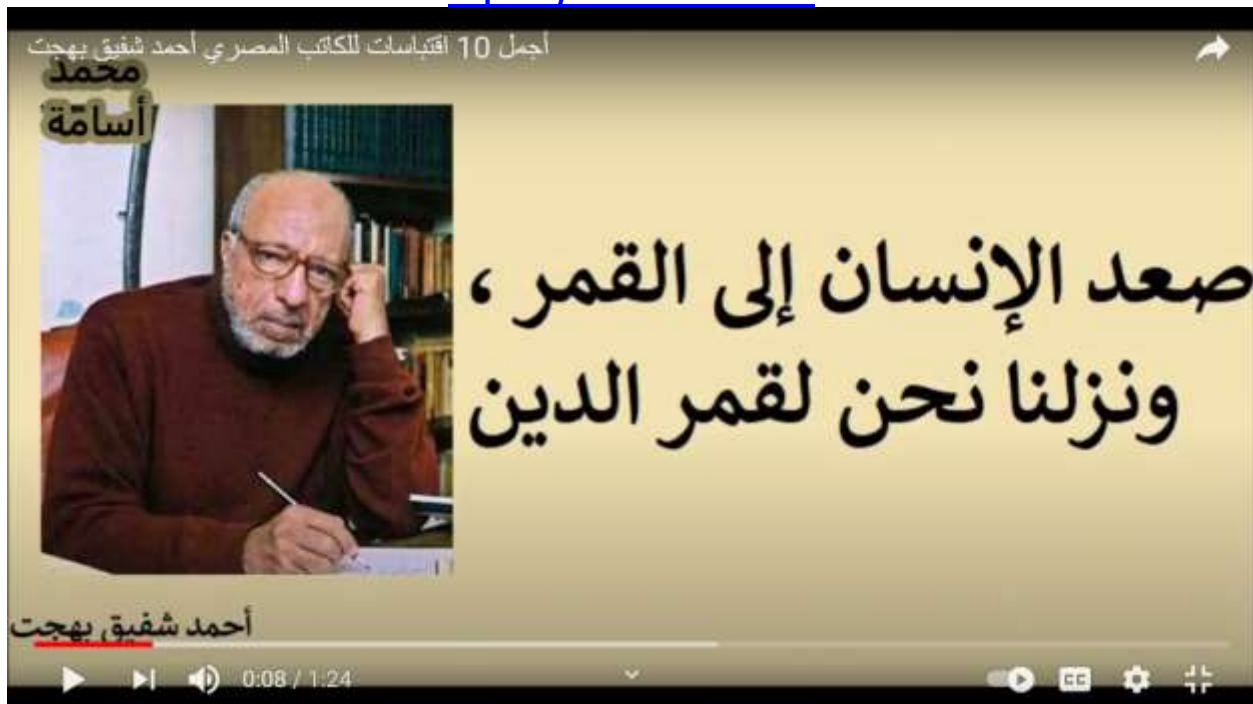 أجمل 10 اقتباسات للكاتب المصري أحمد شفيق بهجت
محمد
أسامة
صعد الإنسان إلى القمر ،
ونزلنا نحن لقمر الدين
أحمد شفيق بهجت
0:08 / 1:24
CC